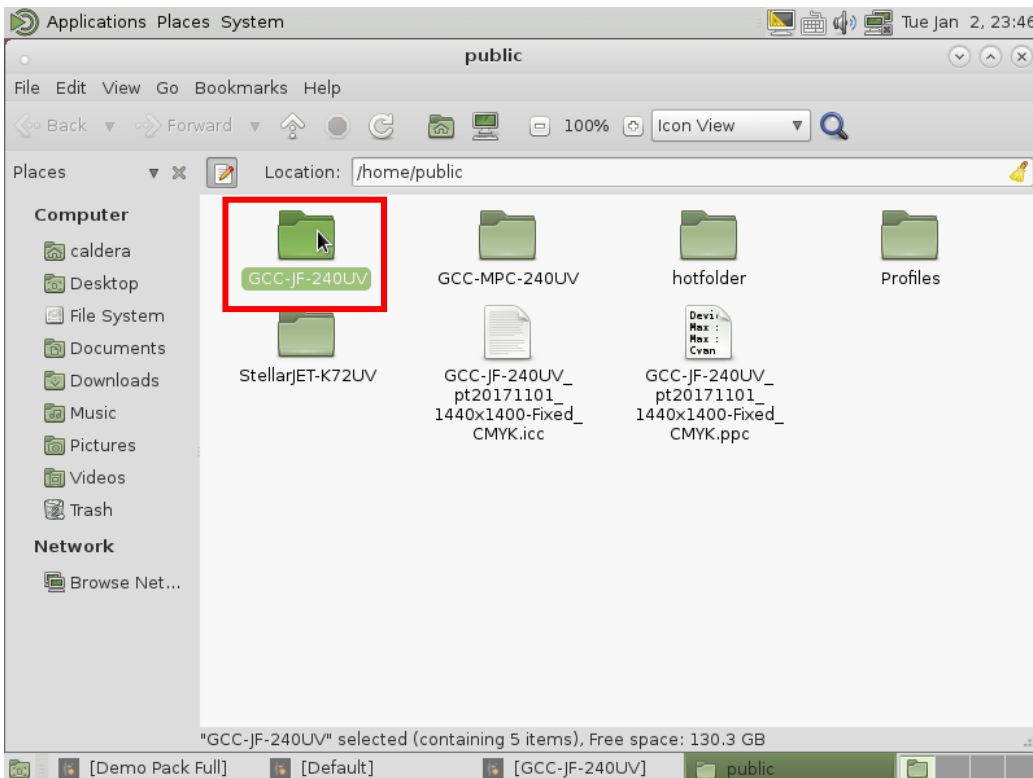 Applications Places System
Tue Jan 2, 23:46
public
File Edit View Go Bookmarks Help
Back Forward 100% Icon View
Places Location: /home/public
Computer
caldera
Desktop
File System
Documents
Downloads
Music
Pictures
Videos
Trash
Network
Browse Net...
GCC-JF-240UV
GCC-MPC-240UV
hotfolder
Profiles
StellarJET-K72UV
GCC-JF-240UV_
pt20171101_
1440x1400-Fixed_
CMYK.icc
Devi
Max :
Max :
Cyan
GCC-JF-240UV_
pt20171101_
1440x1400-Fixed_
CMYK.ppc
"GCC-JF-240UV" selected (containing 5 items), Free space: 130.3 GB
[Demo Pack Full] [Default] [GCC-JF-240UV] public